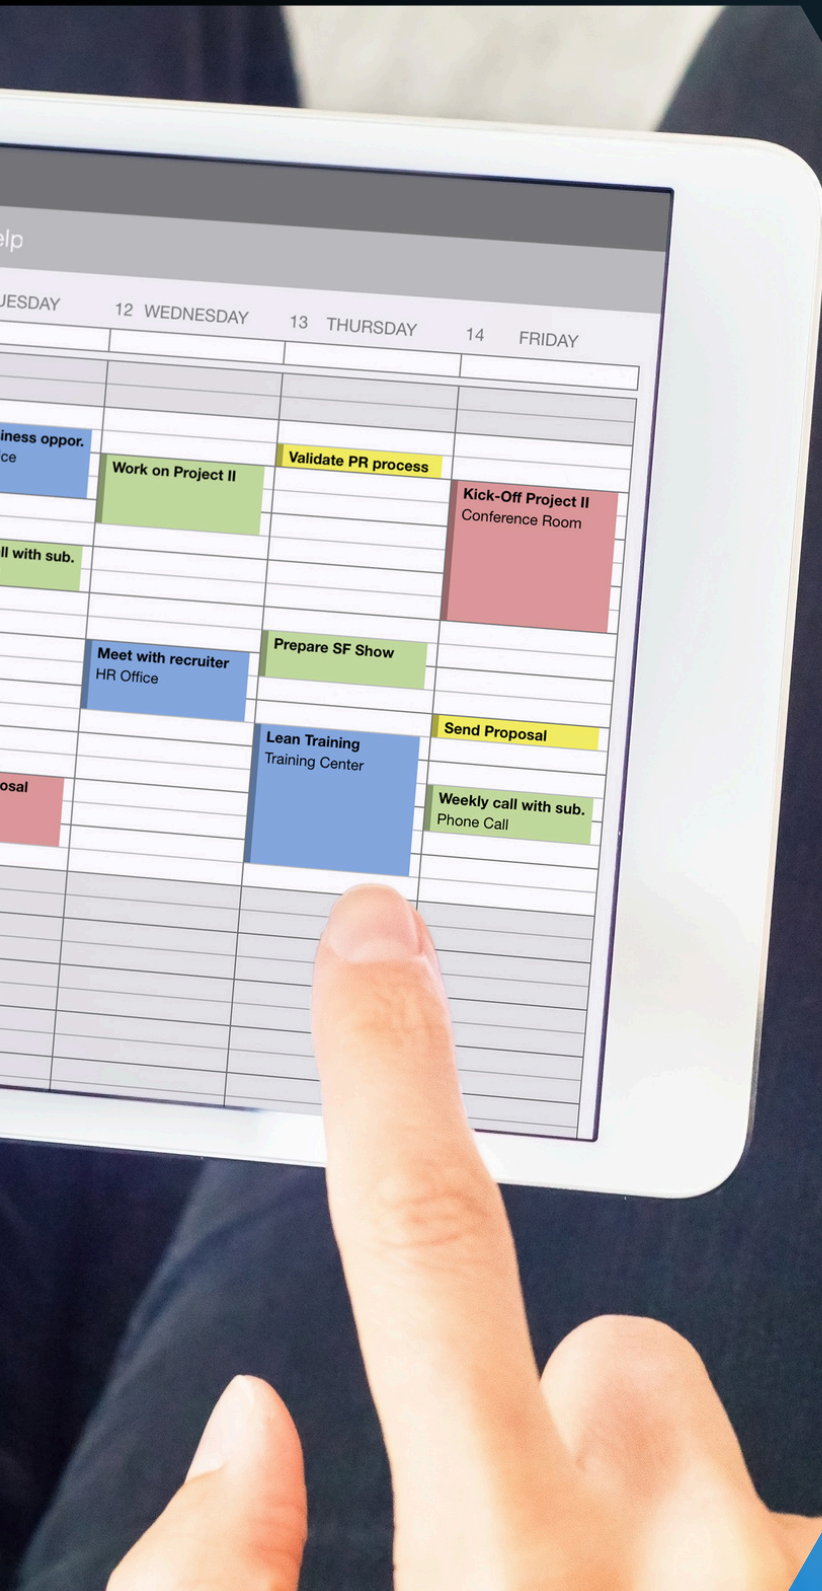 elp
UESDAY
12 WEDNESDAY
13 THURSDAY
14 FRIDAY
iness oppor.
ce
ll with sub.
osal
Work on Project II
Meet with recruiter
HR Office
Validate PR process
Prepare SF Show
Lean Training
Training Center
Kick-Off Project II
Conference Room
Send Proposal
Weekly call with sub.
Phone Call